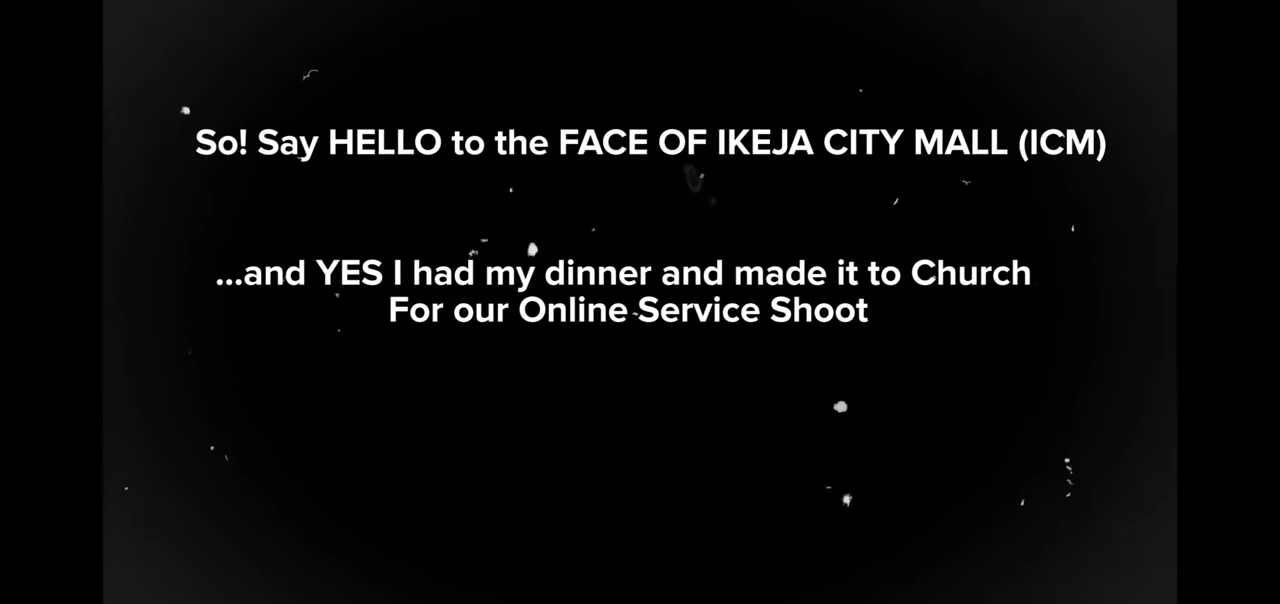 So! Say HELLO to the FACE OF IKEJA CITY MALL (ICM)
...and YES I had my dinner and made it to Church
For our Online Service Shoot